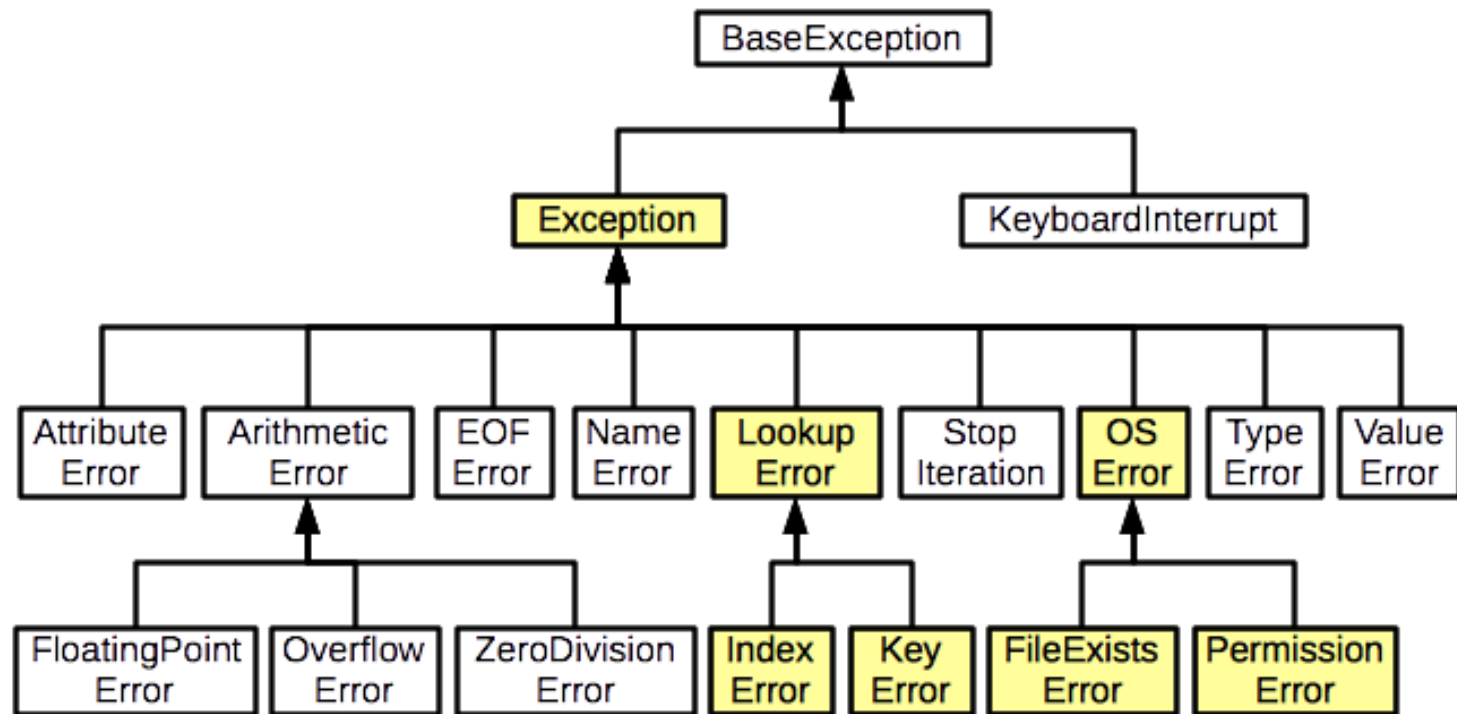 BaseException
Exception
KeyboardInterrupt
Attribute
Error
Arithmetic
Error
EOF
Error
Name
Error
Lookup
Error
Stop
Iteration
OS
Error
Type
Error
Value
Error
FloatingPoint
Error
Overflow
Error
ZeroDivision
Error
Index
Error
Key
Error
FileExists
Error
Permission
Error